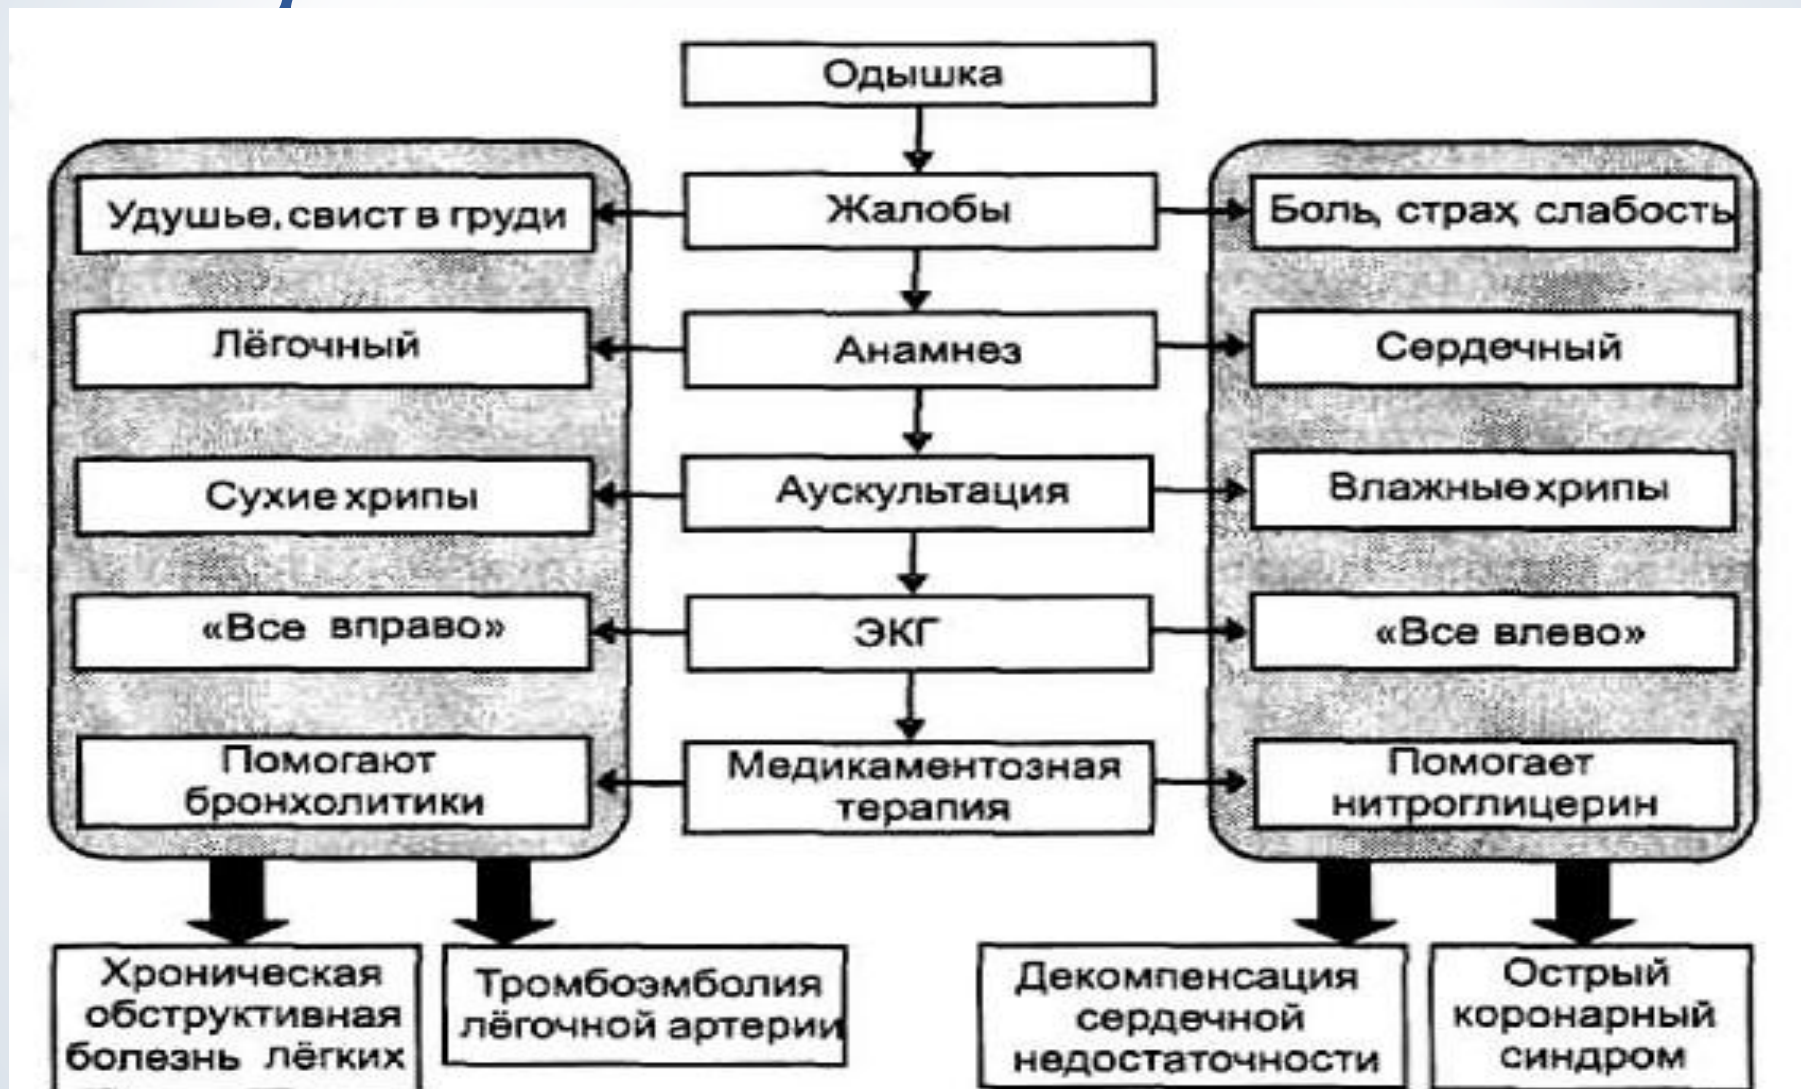 Одышка
Удушье, свист в груди
Жалобы
Боль, страх, слабость
Лёгочный
Анамнез
Сердечный
Сухие хрипы
Аускультация
Влажные хрипы
«Все вправо»
ЭКГ
«Все влево»
Помогают
бронхолитики
Медикаментозная
терапия
Помогает
нитроглицерин
Хроническая
обструктивная
болезнь лёгких
Тромбоэмболия
лёгочной артерии
Декомпенсация
сердечной
недостаточности
Острый
коронарный
синдром